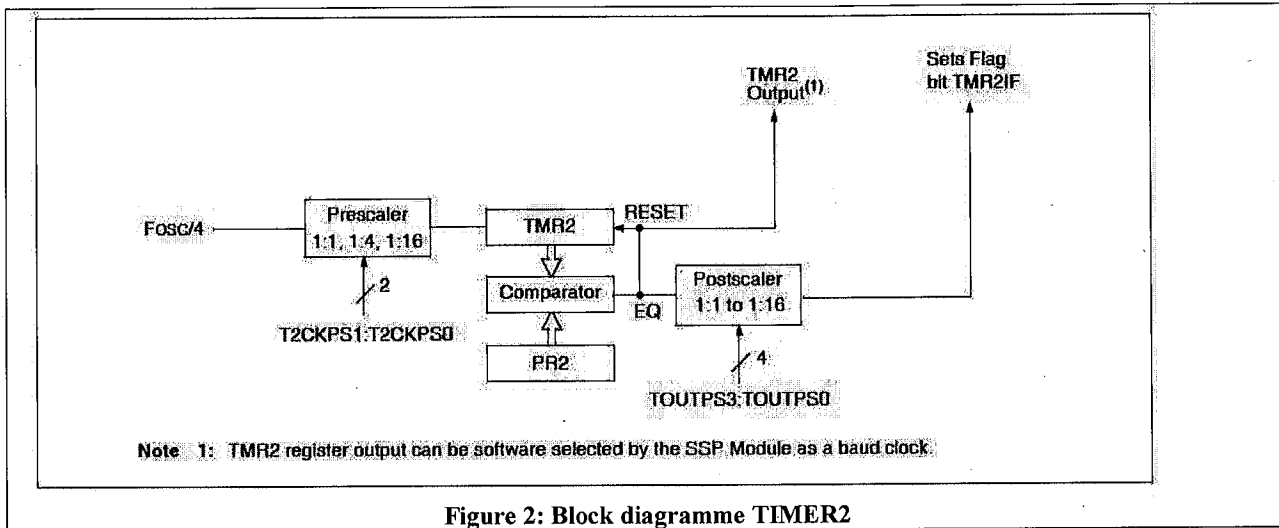 TMR2
Output(1)
Sets Flag
bit TMR2IF
Fosc/4
Prescaler
1:1, 1:4, 1:16
2
T2CKPS1:T2CKPS0
TMR2
RESET
Comparator
EQ
PR2
Postscaler
1:1 to 1:16
4
TOUTPS3:TOUTPS0
Note 1: TMR2 register output can be software selected by the SSP Module as a baud clock.
Figure 2: Block diagramme TIMER2